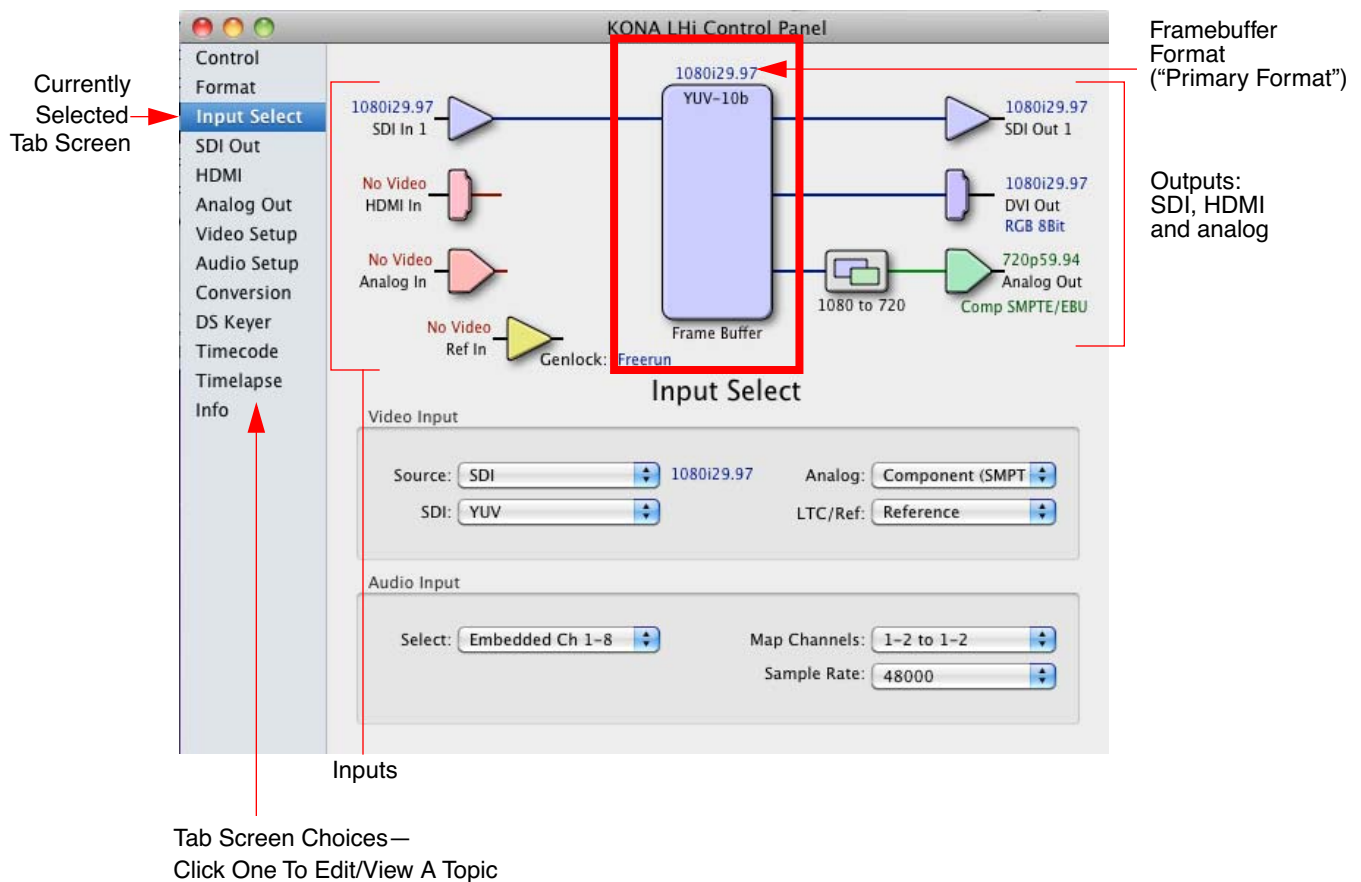 KONA LHi Control Panel
Control
Format
Input Select
SDI Out
HDMI
Analog Out
Video Setup
Audio Setup
Conversion
DS Keyer
Timecode
Timelapse
Info
Currently
Selected
Tab Screen
1080i29.97
SDI In 1
No Video
HDMI In
No Video
Analog In
No Video
Ref In
Genlock: Freerun
1080i29.97
YUV-10b
Frame Buffer
1080i29.97
SDI Out 1
1080i29.97
DVI Out
RGB 8Bit
1080 to 720
720p59.94
Analog Out
Comp SMPTE/EBU
Framebuffer
Format
(“Primary Format”)
Outputs:
SDI, HDMI
and analog
Input Select
Video Input
Source: SDI 1080i29.97 Analog: Component (SMPT
SDI: YUV LTC/Ref: Reference
Audio Input
Select: Embedded Ch 1-8 Map Channels: 1-2 to 1-2
Sample Rate: 48000
Inputs
Tab Screen Choices—
Click One To Edit/View A Topic